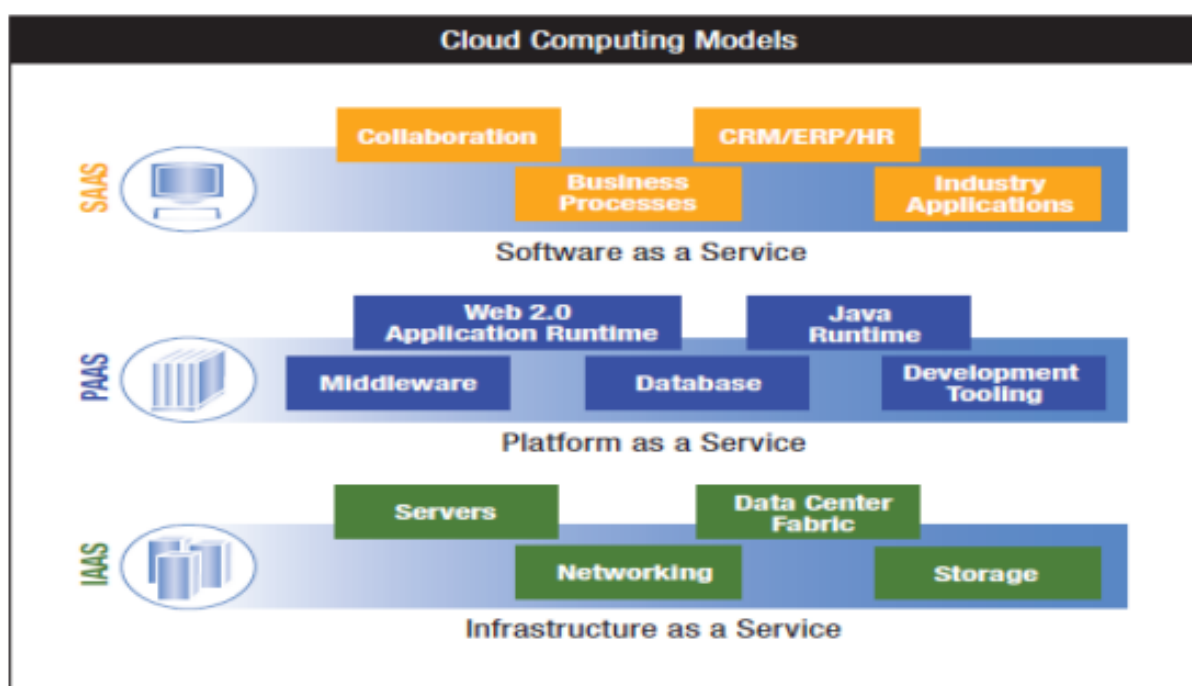 Cloud Computing Models
SAAS
Collaboration
CRM/ERP/HR
Business
Processes
Industry
Applications
Software as a Service
PAAS
Web 2.0
Application Runtime
Java
Runtime
Middleware
Database
Development
Tooling
Platform as a Service
IAAS
Servers
Data Center
Fabric
Networking
Storage
Infrastructure as a Service